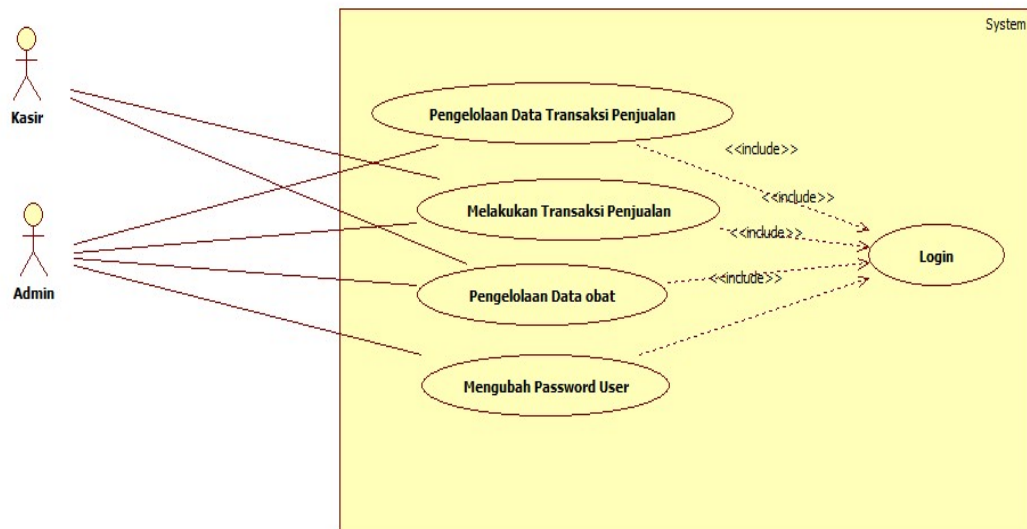 System
Kasir
Pengelolaan Data Transaksi Penjualan
<<include>>
<<include>>
Melakukan Transaksi Penjualan
<<include>>
Admin
Login
<<include>>
Pengelolaan Data obat
Mengubah Password User